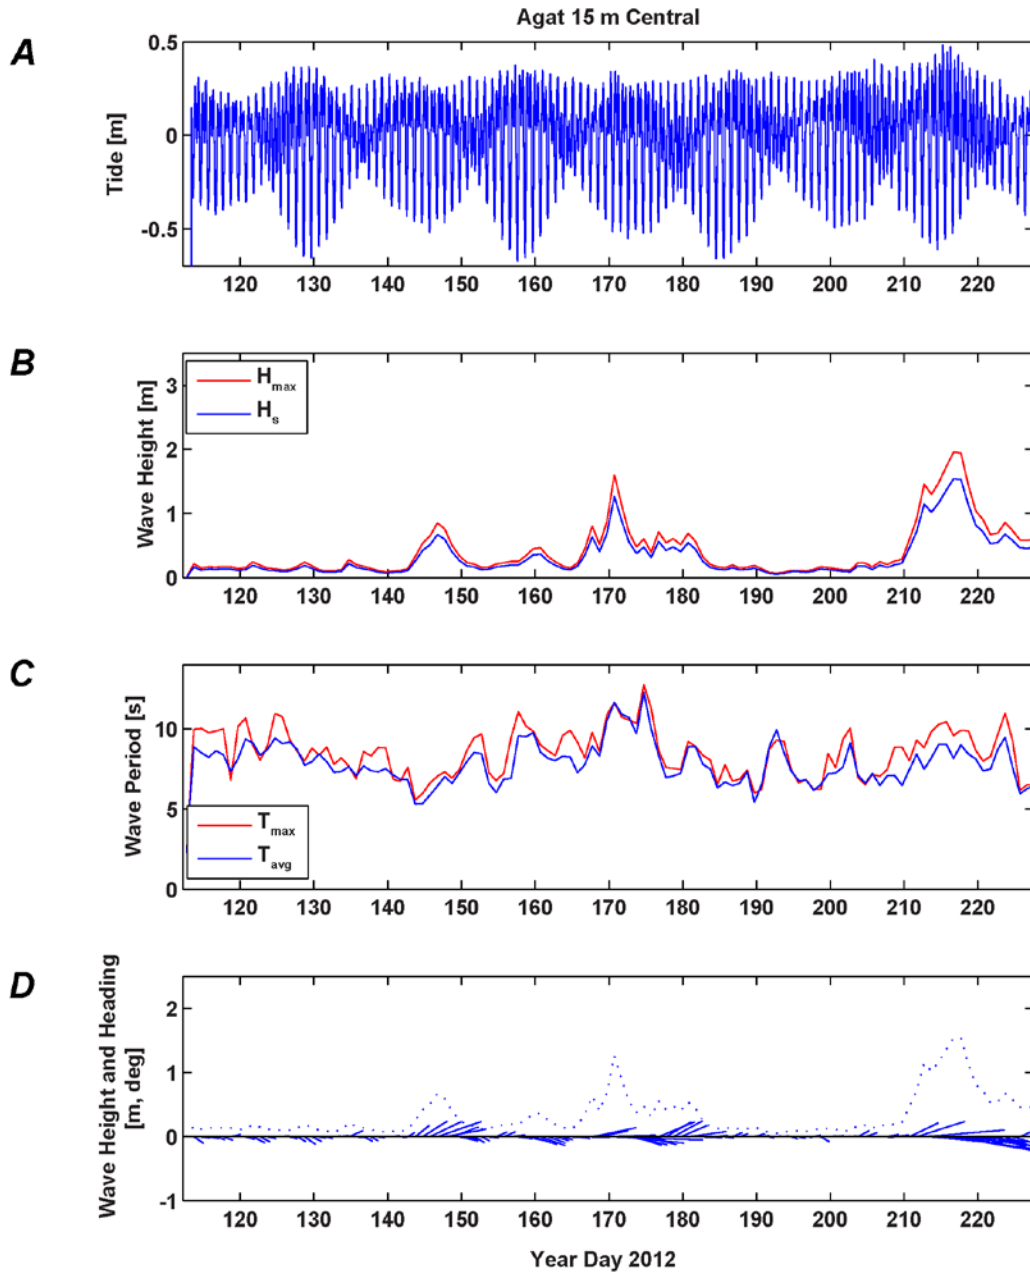 Agat 15 m Central
A
Tide [m]
0.5
0
-0.5
120 130 140 150 160 170 180 190 200 210 220
B
Wave Height [m]
3
2
1
0
H max
H s
120 130 140 150 160 170 180 190 200 210 220
C
Wave Period [s]
10
5
0
T max
T avg
120 130 140 150 160 170 180 190 200 210 220
D
Wave Height and Heading
[m, deg]
2
1
0
-1
120 130 140 150 160 170 180 190 200 210 220
Year Day 2012